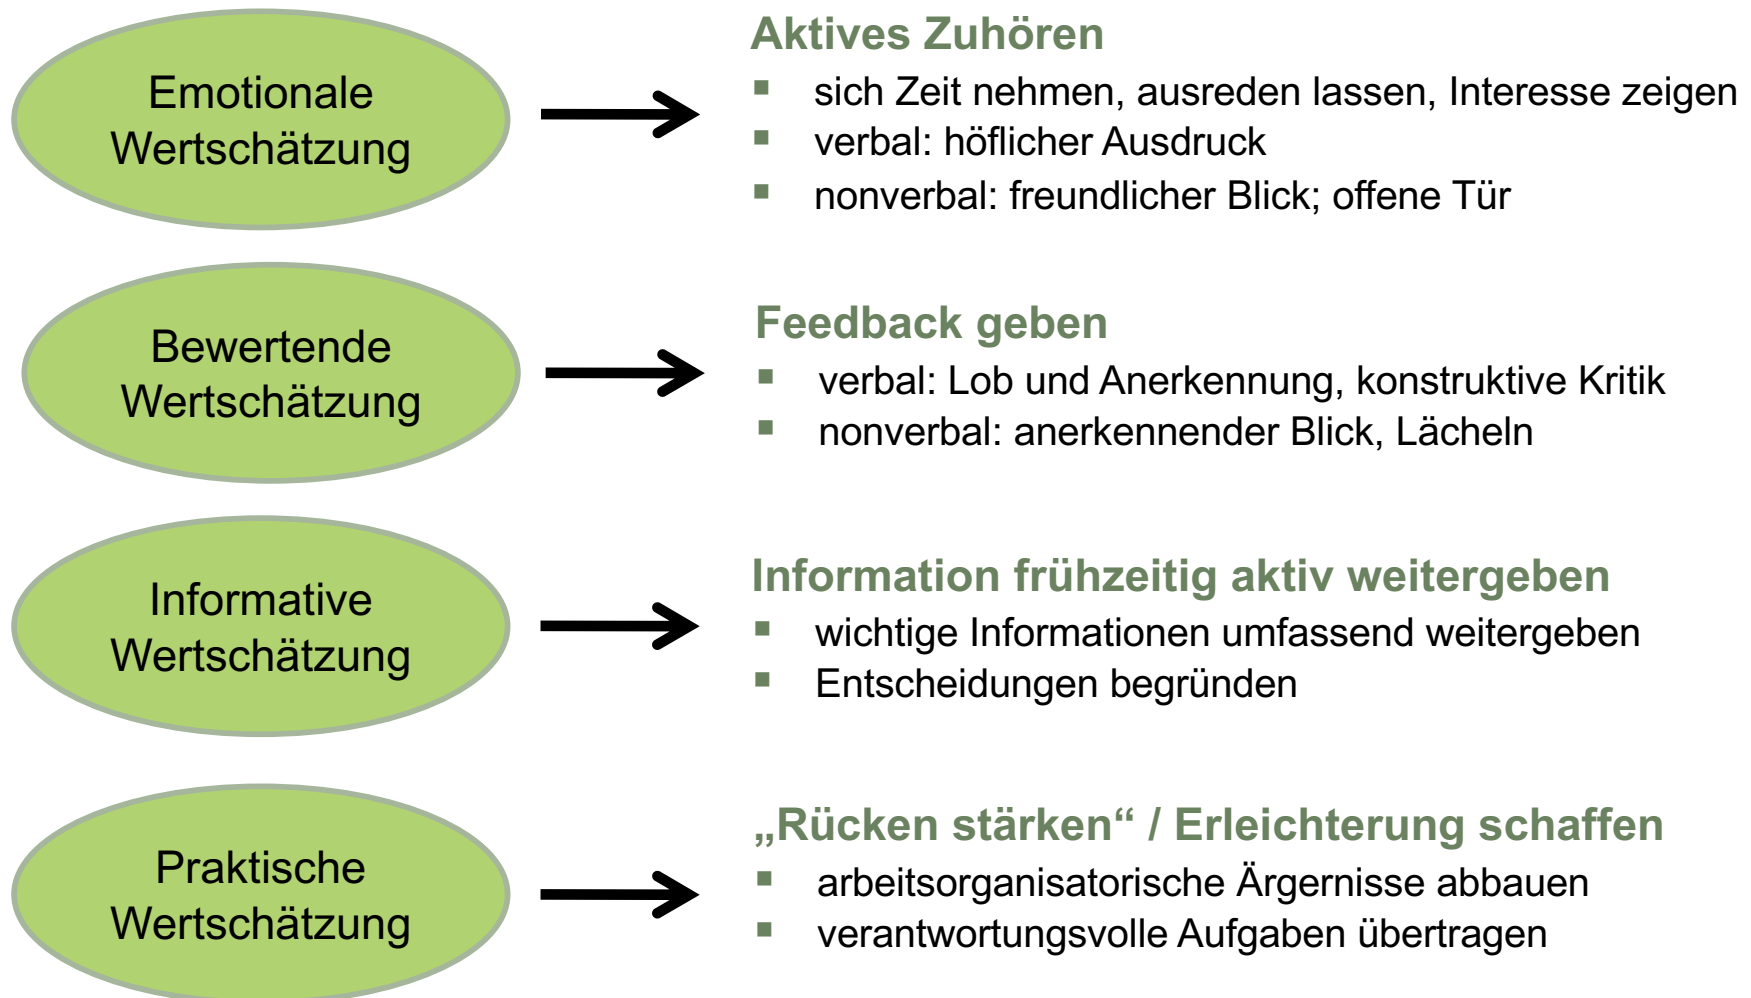 Emotionale
Wertschätzung
Aktives Zuhören
sich Zeit nehmen, ausreden lassen, Interesse zeigen
verbal: höflicher Ausdruck
nonverbal: freundlicher Blick; offene Tür
Bewertende
Wertschätzung
Feedback geben
verbal: Lob und Anerkennung, konstruktive Kritik
nonverbal: anerkennender Blick, Lächeln
Informative
Wertschätzung
Information frühzeitig aktiv weitergeben
wichtige Informationen umfassend weitergeben
Entscheidungen begründen
Praktische
Wertschätzung
„Rücken stärken“ / Erleichterung schaffen
arbeitsorganisatorische Ärgernisse abbauen
verantwortungsvolle Aufgaben übertragen